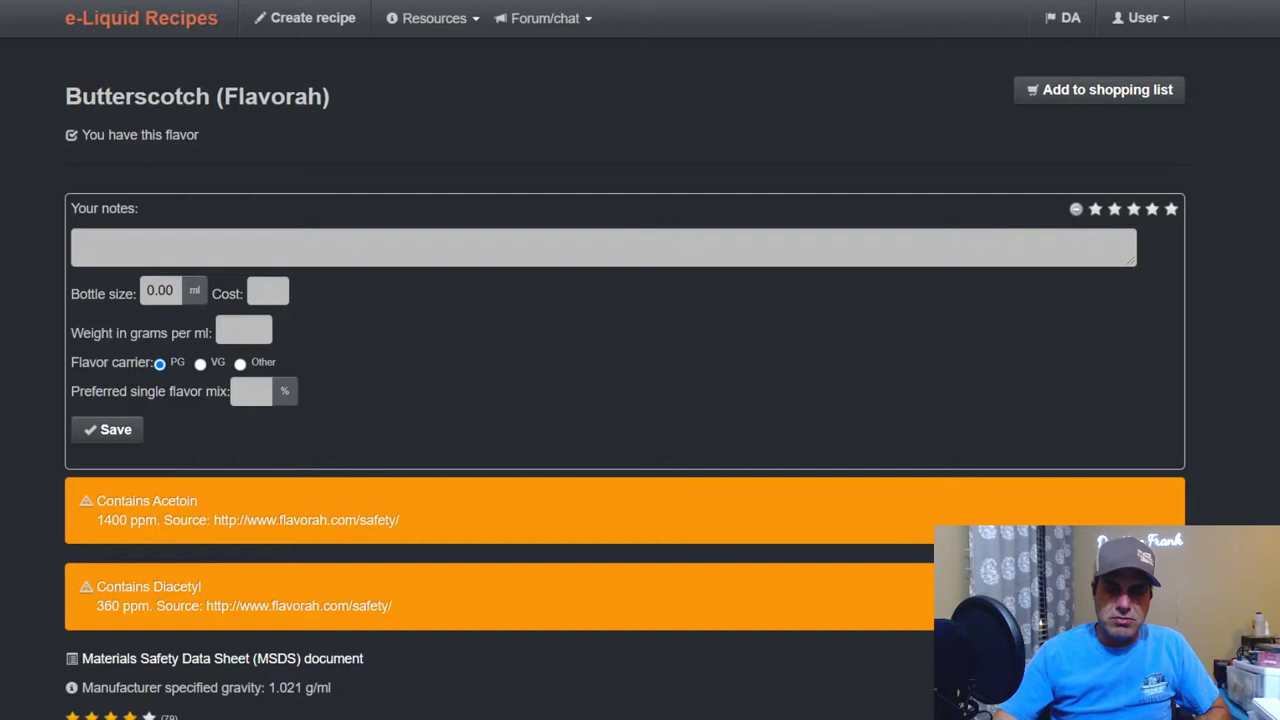 e-Liquid Recipes
Create recipe
Resources
Forum/chat
DA
User
Butterscotch (Flavorah)
Add to shopping list
You have this flavor
Your notes:
Bottle size: 0.00 ml Cost:
Weight in grams per ml:
Flavor carrier: PG VG Other
Preferred single flavor mix: %
Save
Contains Acetoin
1400 ppm. Source: http://www.flavorah.com/safety/
Contains Diacetyl
360 ppm. Source: http://www.flavorah.com/safety/
Materials Safety Data Sheet (MSDS) document
Manufacturer specified gravity: 1.021 g/ml